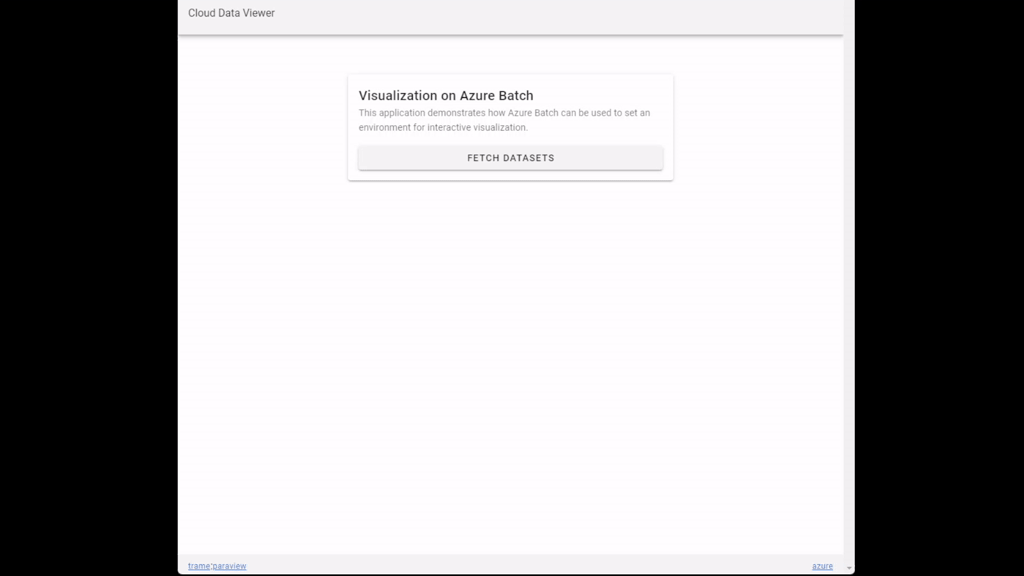 Cloud Data Viewer
Visualization on Azure Batch
This application demonstrates how Azure Batch can be used to set an
environment for interactive visualization.
FETCH DATASETS
trame;paraview
azure